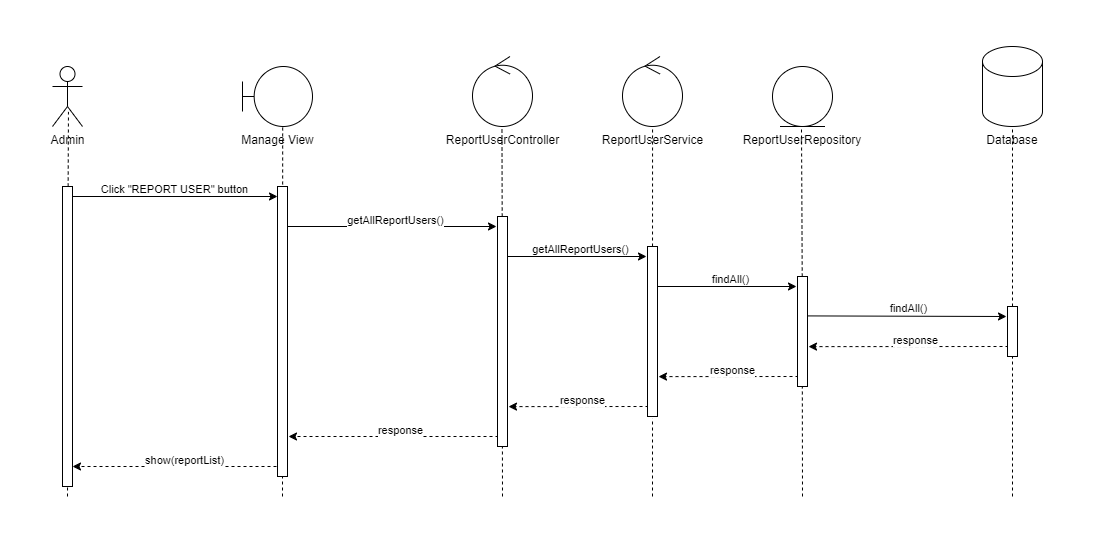 Admin
Manage View
ReportUserController
ReportUserService
ReportUserRepository
Database
Click "REPORT USER" button
getAllReportUsers()
getAllReportUsers()
findAll()
findAll()
response
response
response
response
show(reportList)